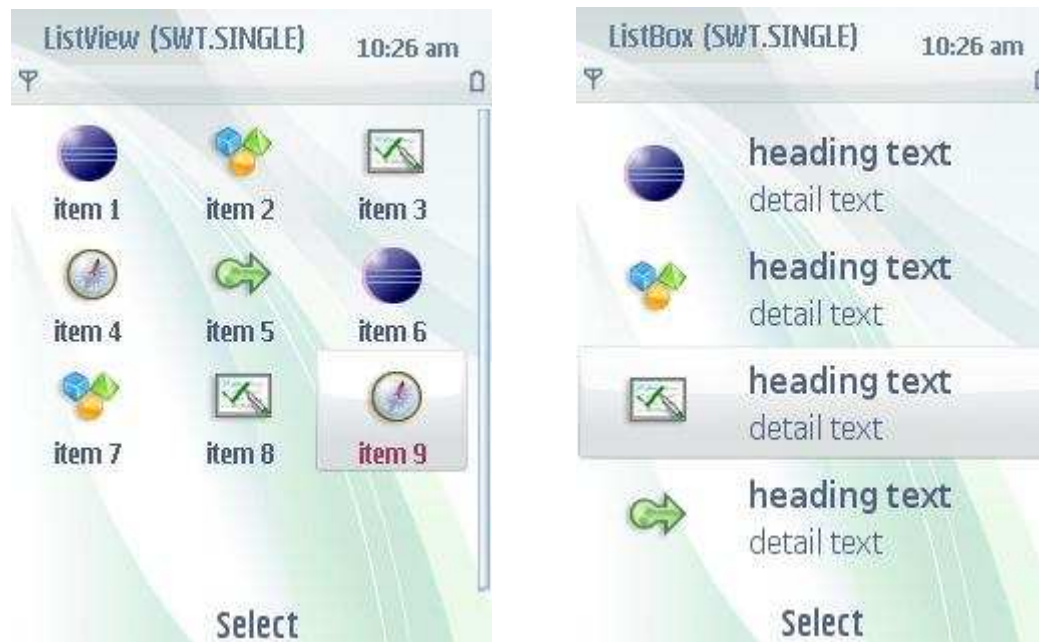 ListView (SWT.SINGLE)
10:26 am
item 1
item 2
item 3
item 4
item 5
item 6
item 7
item 8
item 9
Select
ListBox (SWT.SINGLE)
10:26 am
heading text
detail text
heading text
detail text
heading text
detail text
heading text
detail text
Select